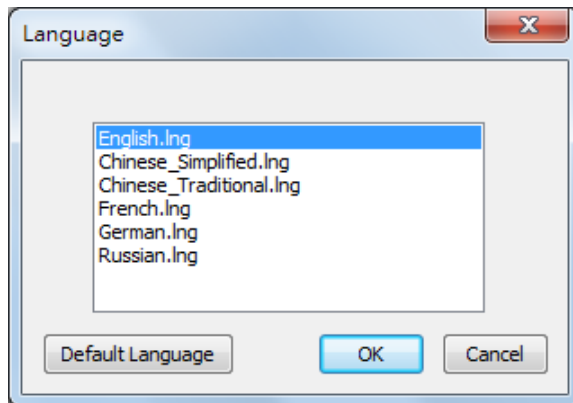 Language
English.lng
Chinese_Simplified.lng
Chinese_Traditional.lng
French.lng
German.lng
Russian.lng
Default Language
OK
Cancel